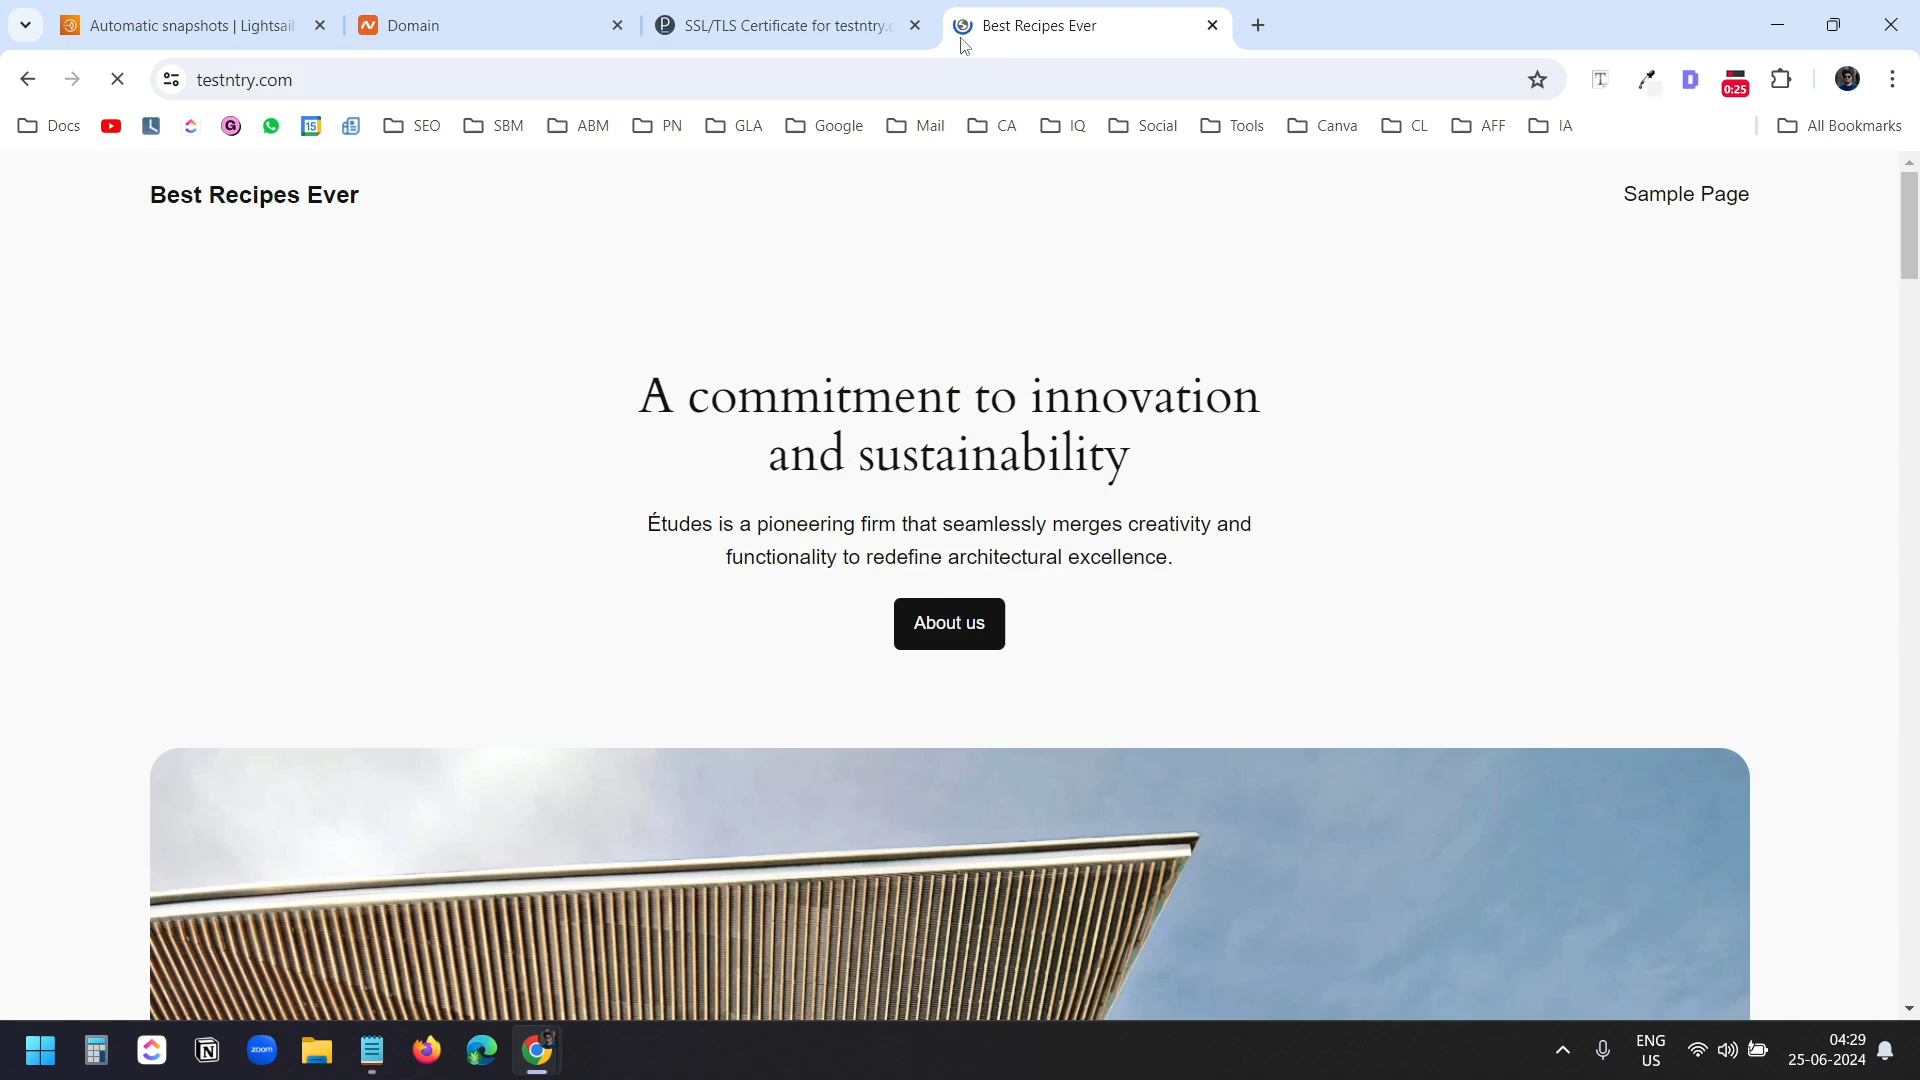 Automatic snapshots | Lightsail
Domain
SSL/TLS Certificate for testntry.c
Best Recipes Ever
testntry.com
0:25
Docs
15
SEO
SBM
ABM
PN
GLA
Google
Mail
CA
IQ
Social
Tools
Canva
CL
AFF
IA
All Bookmarks
Best Recipes Ever
Sample Page
A commitment to innovation
and sustainability
Études is a pioneering firm that seamlessly merges creativity and
functionality to redefine architectural excellence.
About us
zoom
ENG
US
04:29
25-06-2024